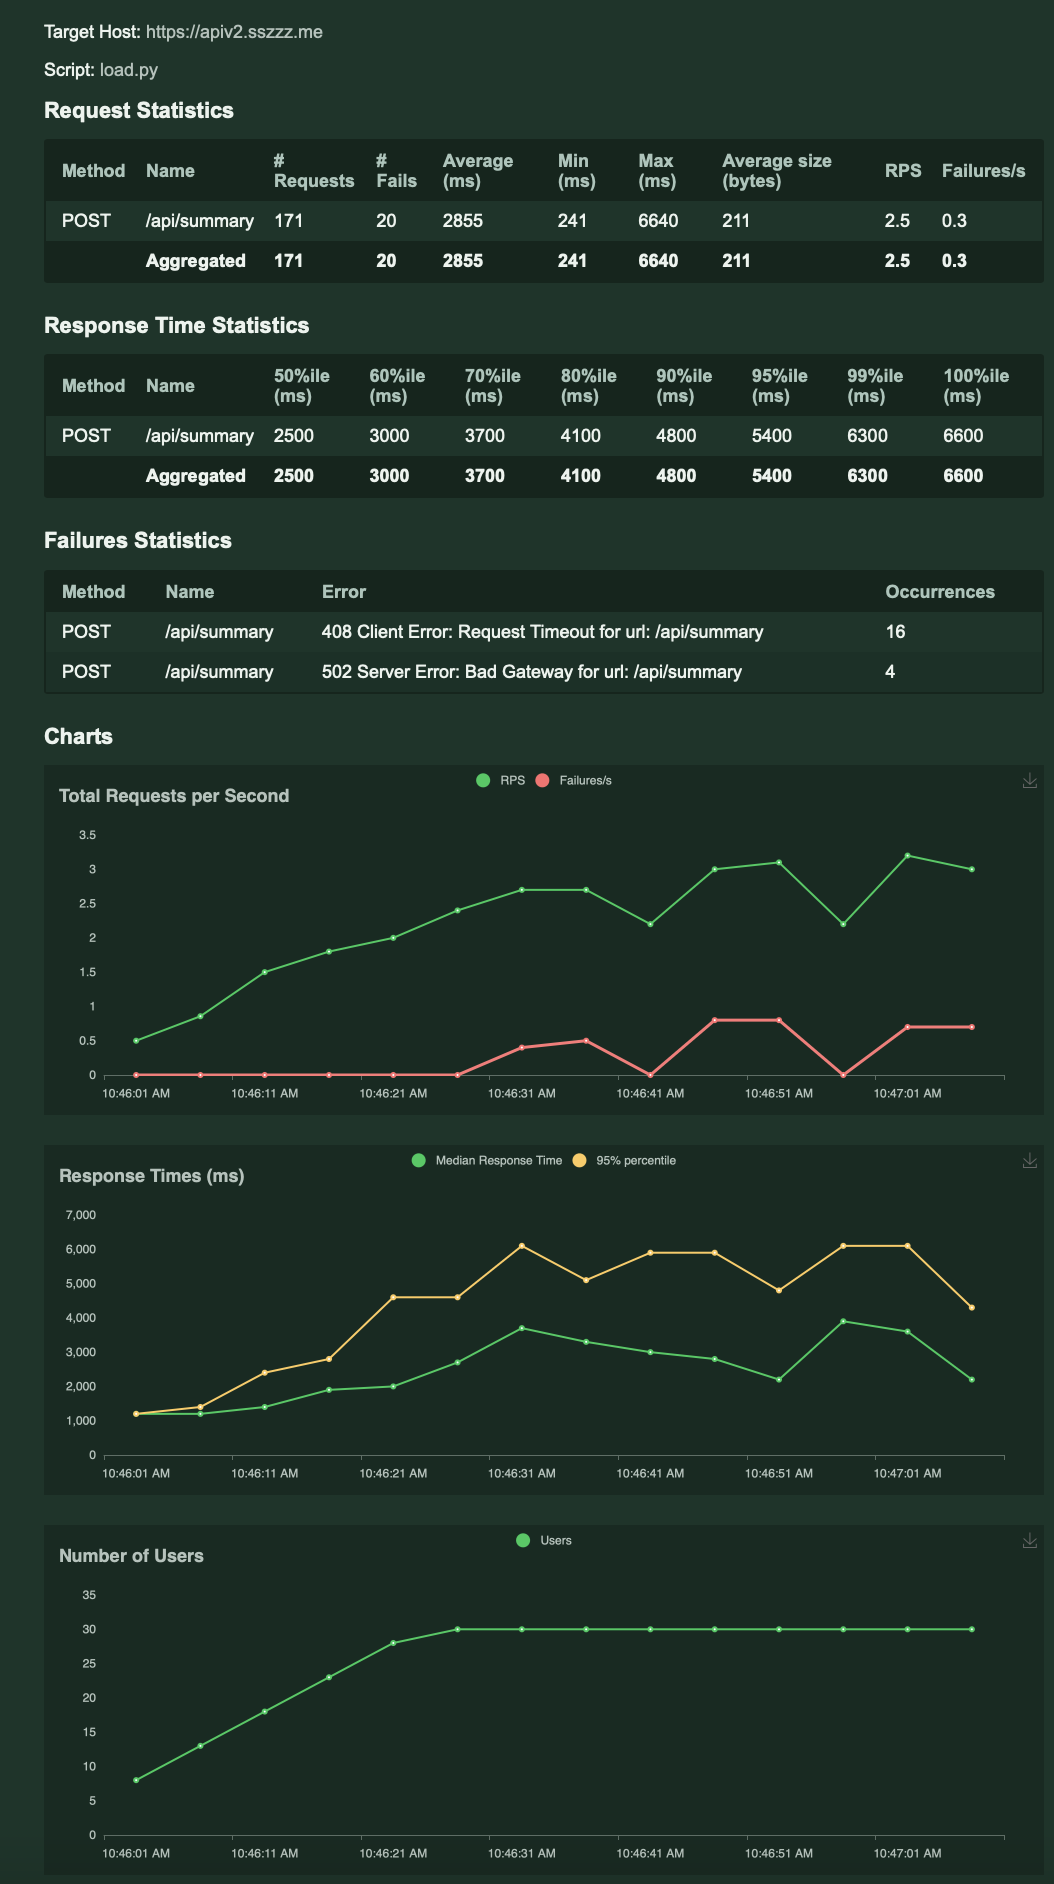 Target Host: https://apiv2.sszzz.me
Script: load.py
Request Statistics
Method Name # Requests # Fails Average (ms) Min (ms) Max (ms) Average size (bytes) RPS Failures/s
POST /api/summary 171 20 2855 241 6640 211 2.5 0.3
Aggregated 171 20 2855 241 6640 211 2.5 0.3
Response Time Statistics
Method Name 50%ile (ms) 60%ile (ms) 70%ile (ms) 80%ile (ms) 90%ile (ms) 95%ile (ms) 99%ile (ms) 100%ile (ms)
POST /api/summary 2500 3000 3700 4100 4800 5400 6300 6600
Aggregated 2500 3000 3700 4100 4800 5400 6300 6600
Failures Statistics
Method Name Error Occurrences
POST /api/summary 408 Client Error: Request Timeout for url: /api/summary 16
POST /api/summary 502 Server Error: Bad Gateway for url: /api/summary 4
Charts
RPS Failures/s
Total Requests per Second
3.5
3
2.5
2
1.5
1
0.5
0
10:46:01 AM 10:46:11 AM 10:46:21 AM 10:46:31 AM 10:46:41 AM 10:46:51 AM 10:47:01 AM
Median Response Time 95% percentile
Response Times (ms)
7,000
6,000
5,000
4,000
3,000
2,000
1,000
0
10:46:01 AM 10:46:11 AM 10:46:21 AM 10:46:31 AM 10:46:41 AM 10:46:51 AM 10:47:01 AM
Users
Number of Users
35
30
25
20
15
10
5
0
10:46:01 AM 10:46:11 AM 10:46:21 AM 10:46:31 AM 10:46:41 AM 10:46:51 AM 10:47:01 AM